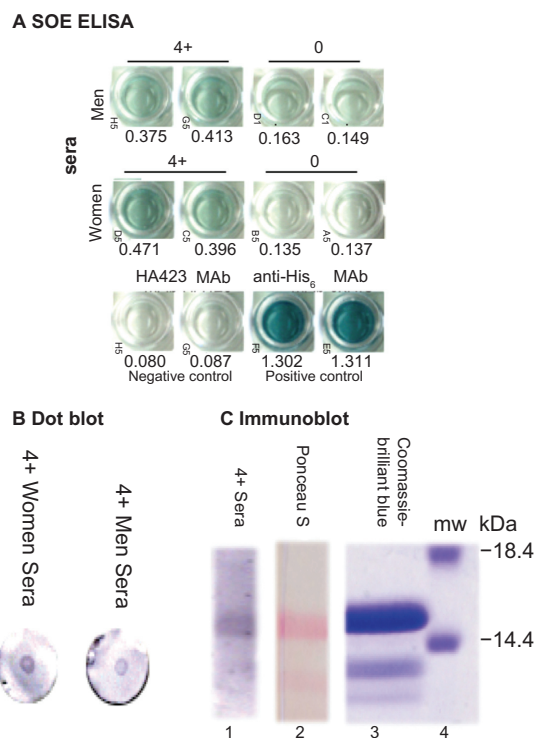 A SOE ELISA
4+ 0
Men
sera
H5 G5 D1 C1
0.375 0.413 0.163 0.149
4+ 0
Women
D5 C5 B5 A5
0.471 0.396 0.135 0.137
HA423 MAb anti-His6 MAb
H5 G5 F5 E5
0.080 0.087 1.302 1.311
Negative control Positive control
B Dot blot
4+ Women Sera
4+ Men Sera
C Immunoblot
4+ Sera
Ponceau S
Coomassie-
brilliant blue
mw kDa
18.4
14.4
1 2 3 4